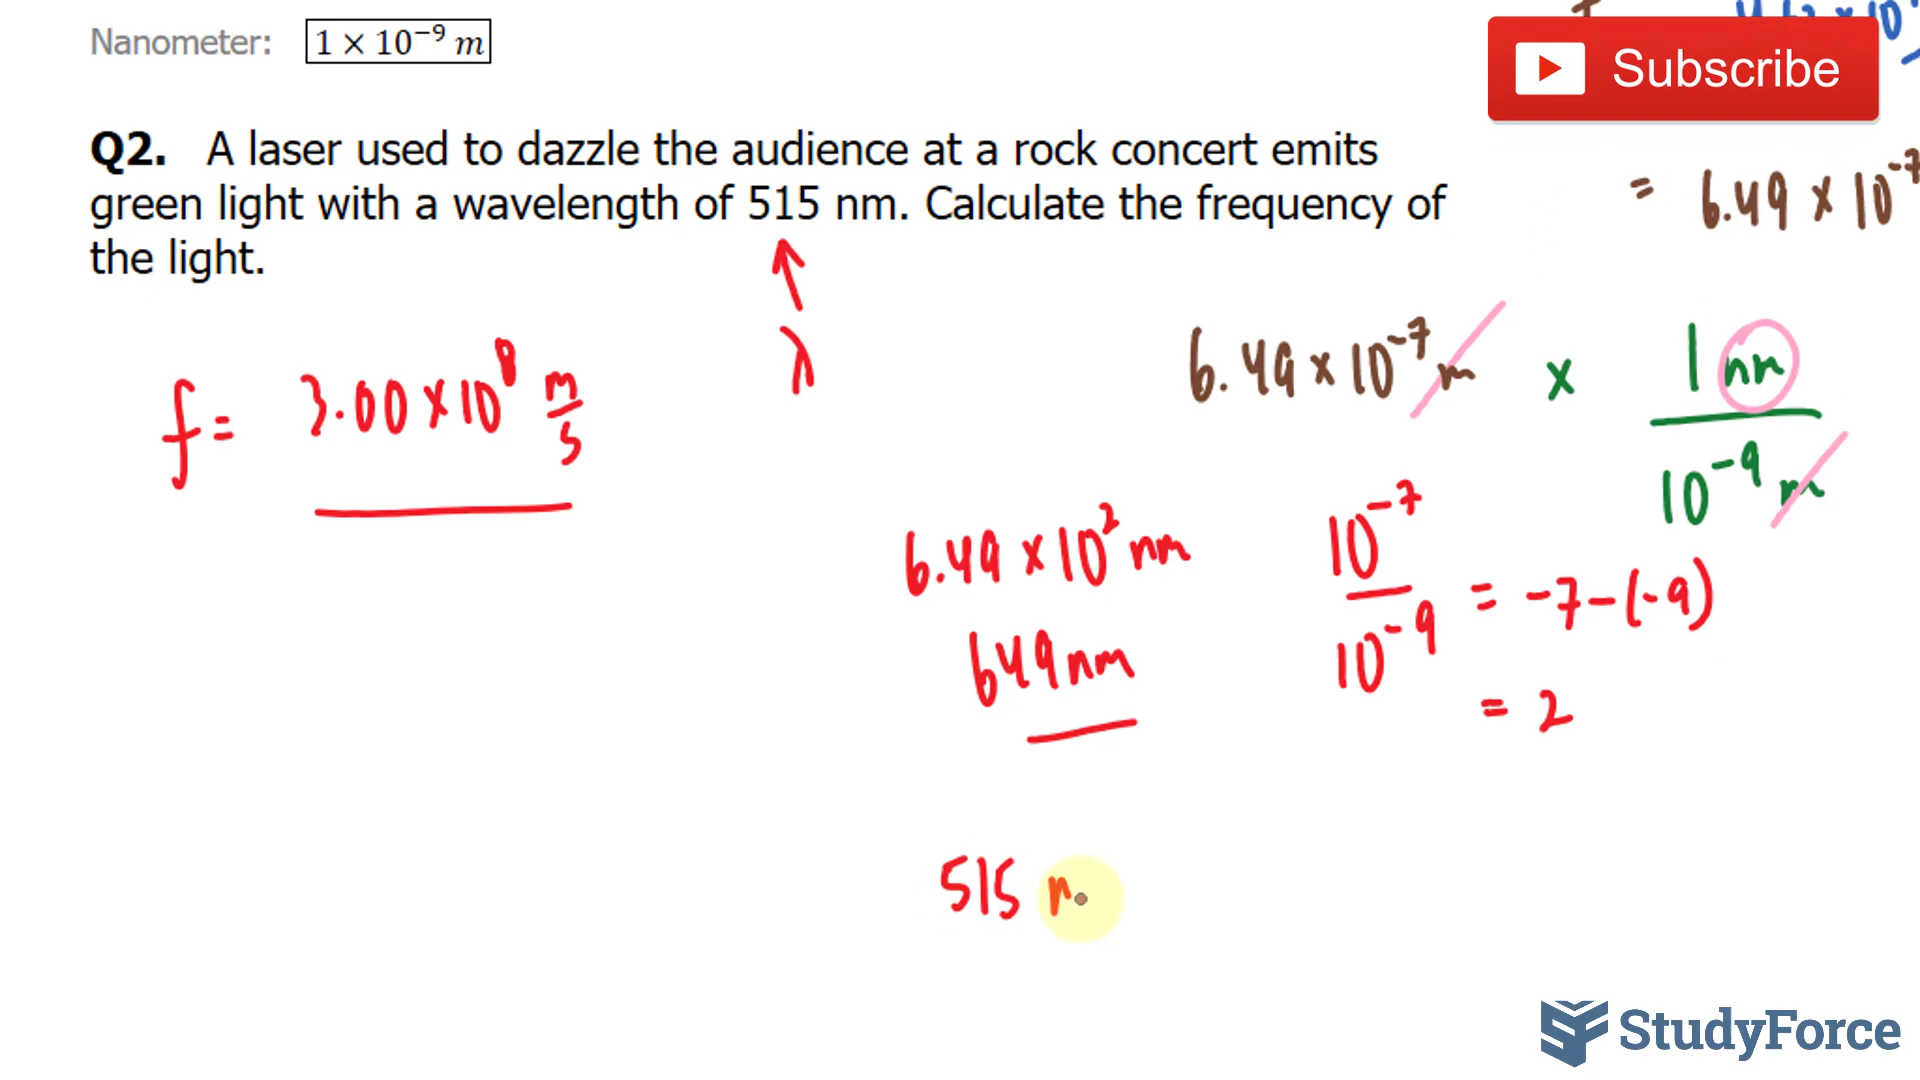 Nanometer: 1 × 10⁻⁹ m
Subscribe
Q2. A laser used to dazzle the audience at a rock concert emits
green light with a wavelength of 515 nm. Calculate the frequency of
the light.
= 6.49 × 10⁻⁷
λ
f = 3.00 × 10⁸ m/s
6.49 × 10⁻⁷ m × 1 nm / 10⁻⁹ m
6.49 × 10² nm
649 nm
10⁻⁷ / 10⁻⁹ = -7 - (-9)
= 2
515 n
StudyForce